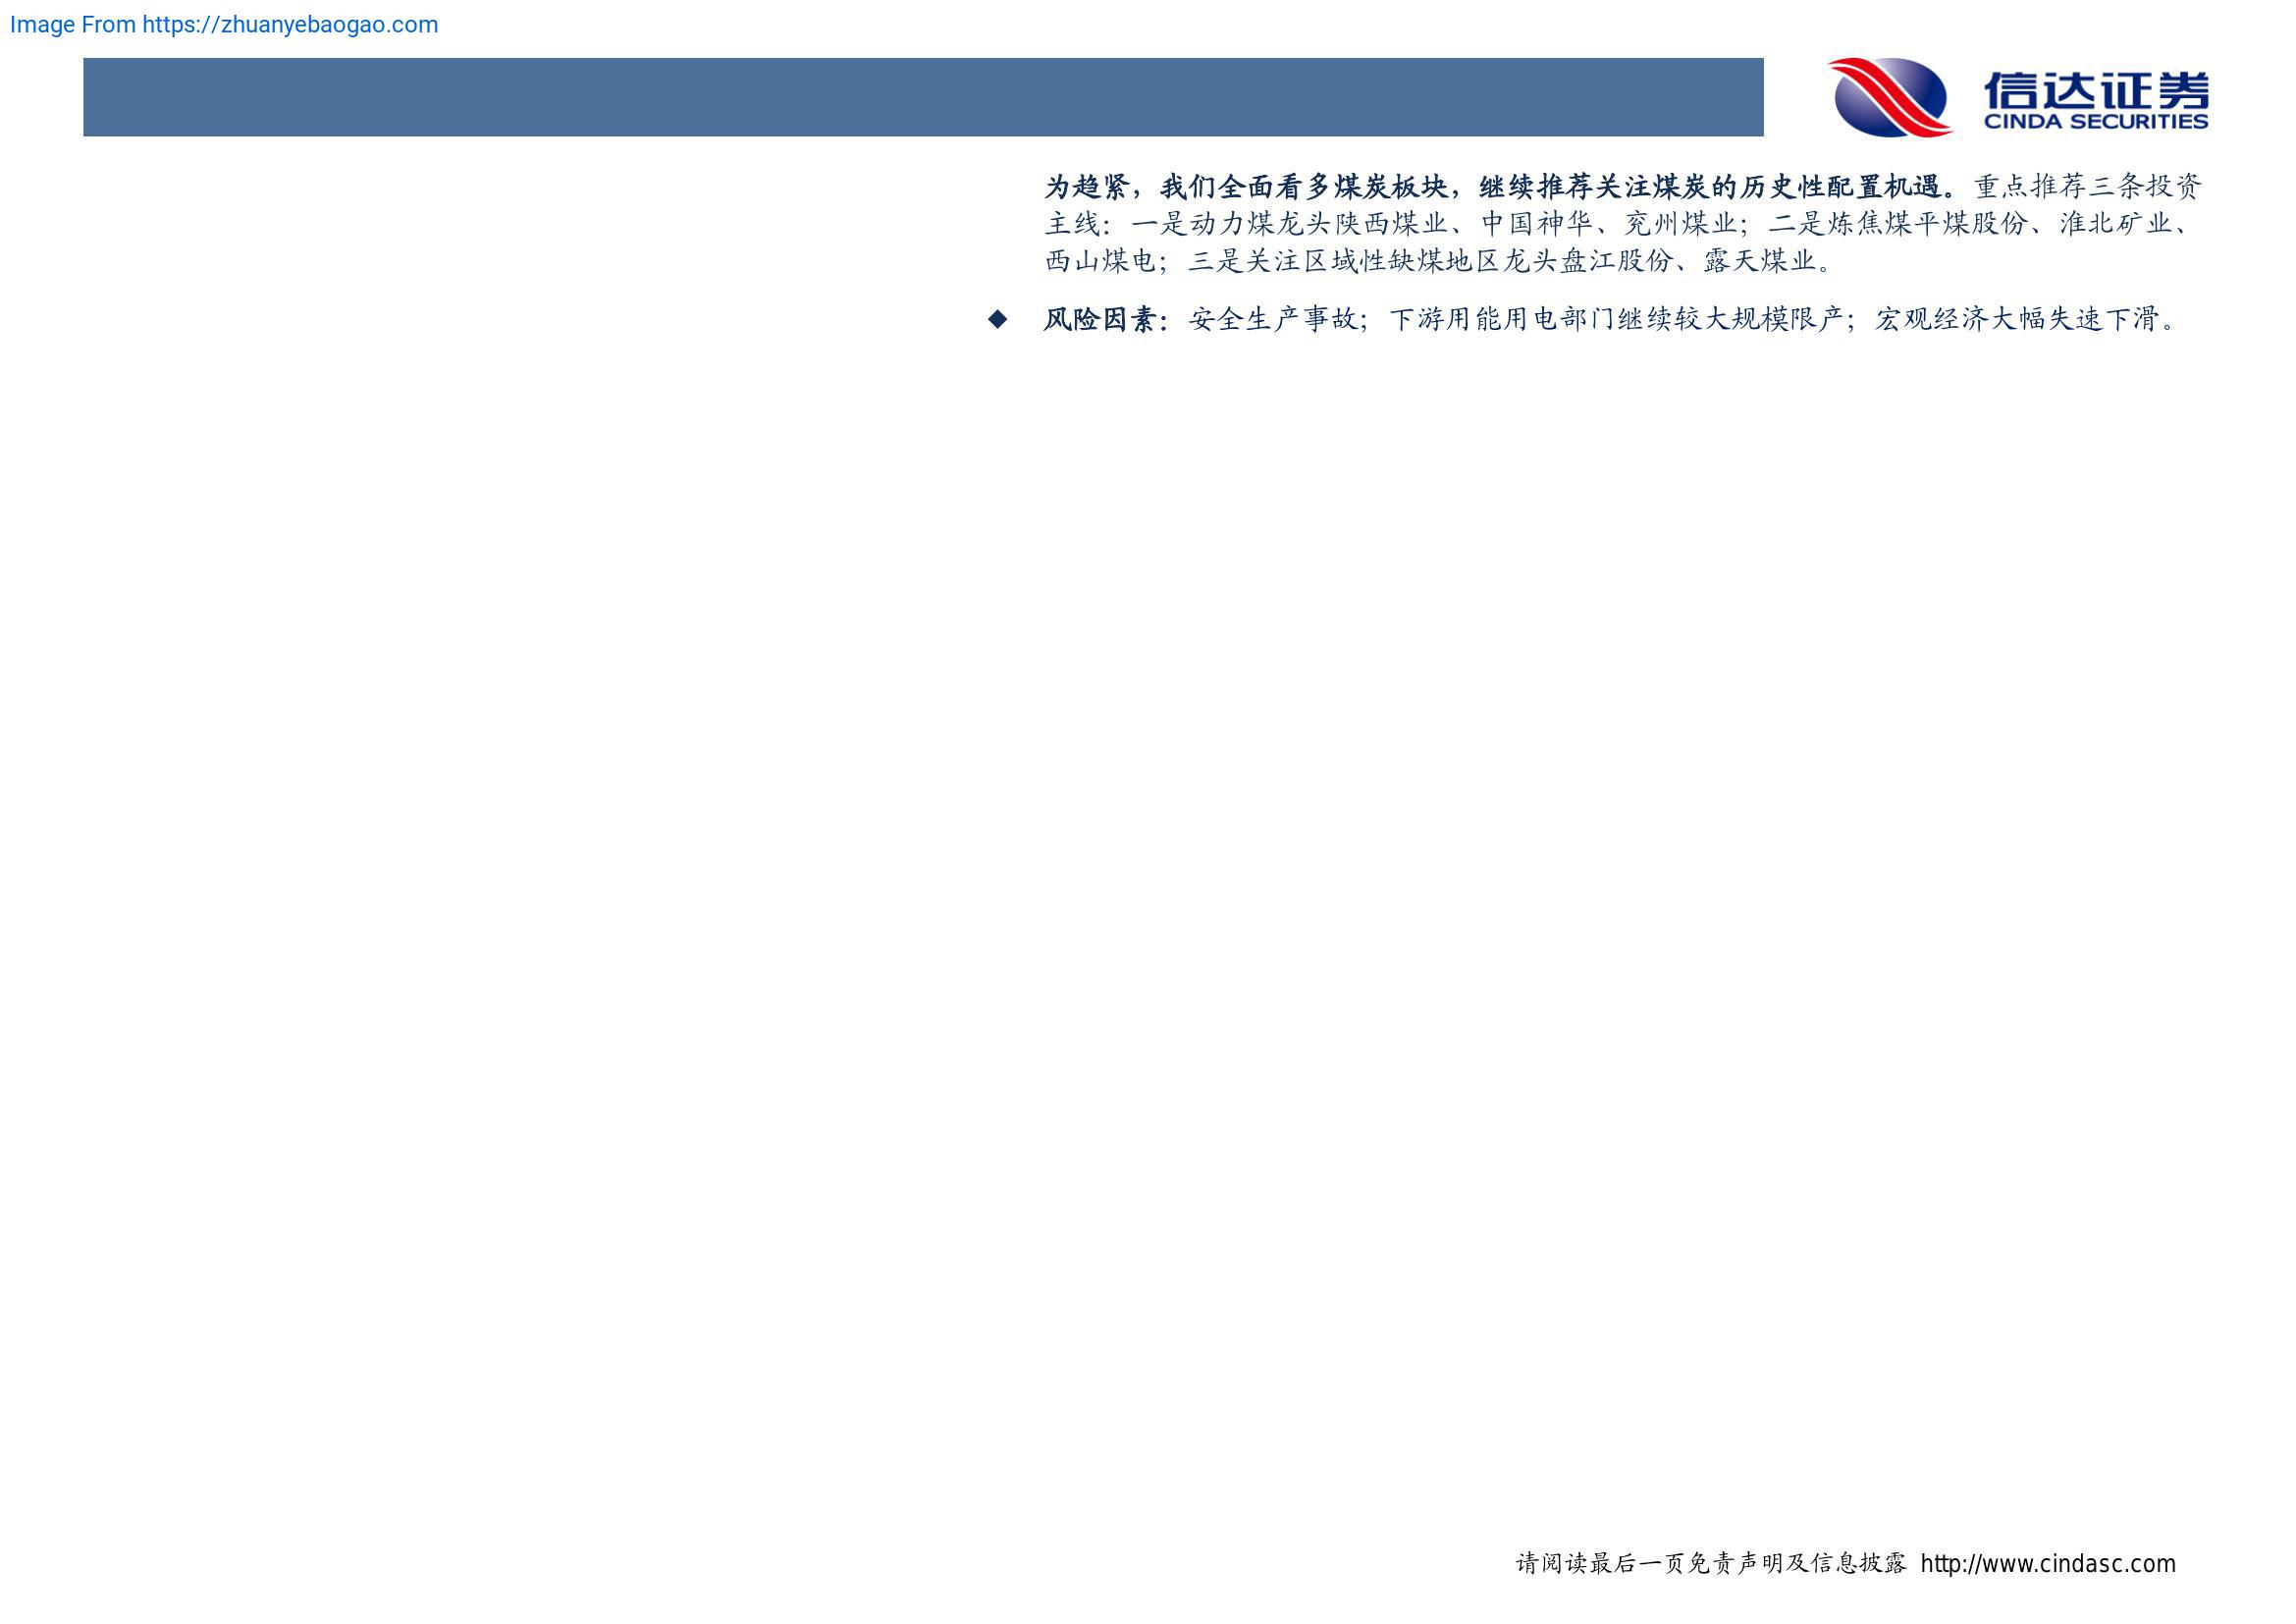 Image From https://zhuanyebaogao.com
信达证券
CINDA SECURITIES
为趋紧，我们全面看多煤炭板块，继续推荐关注煤炭的历史性配置机遇。重点推荐三条投资
主线：一是动力煤龙头陕西煤业、中国神华、兖州煤业；二是炼焦煤平煤股份、淮北矿业、
西山煤电；三是关注区域性缺煤地区龙头盘江股份、露天煤业。
◆ 风险因素：安全生产事故；下游用能用电部门继续较大规模限产；宏观经济大幅失速下滑。
请阅读最后一页免责声明及信息披露 http://www.cindasc.com